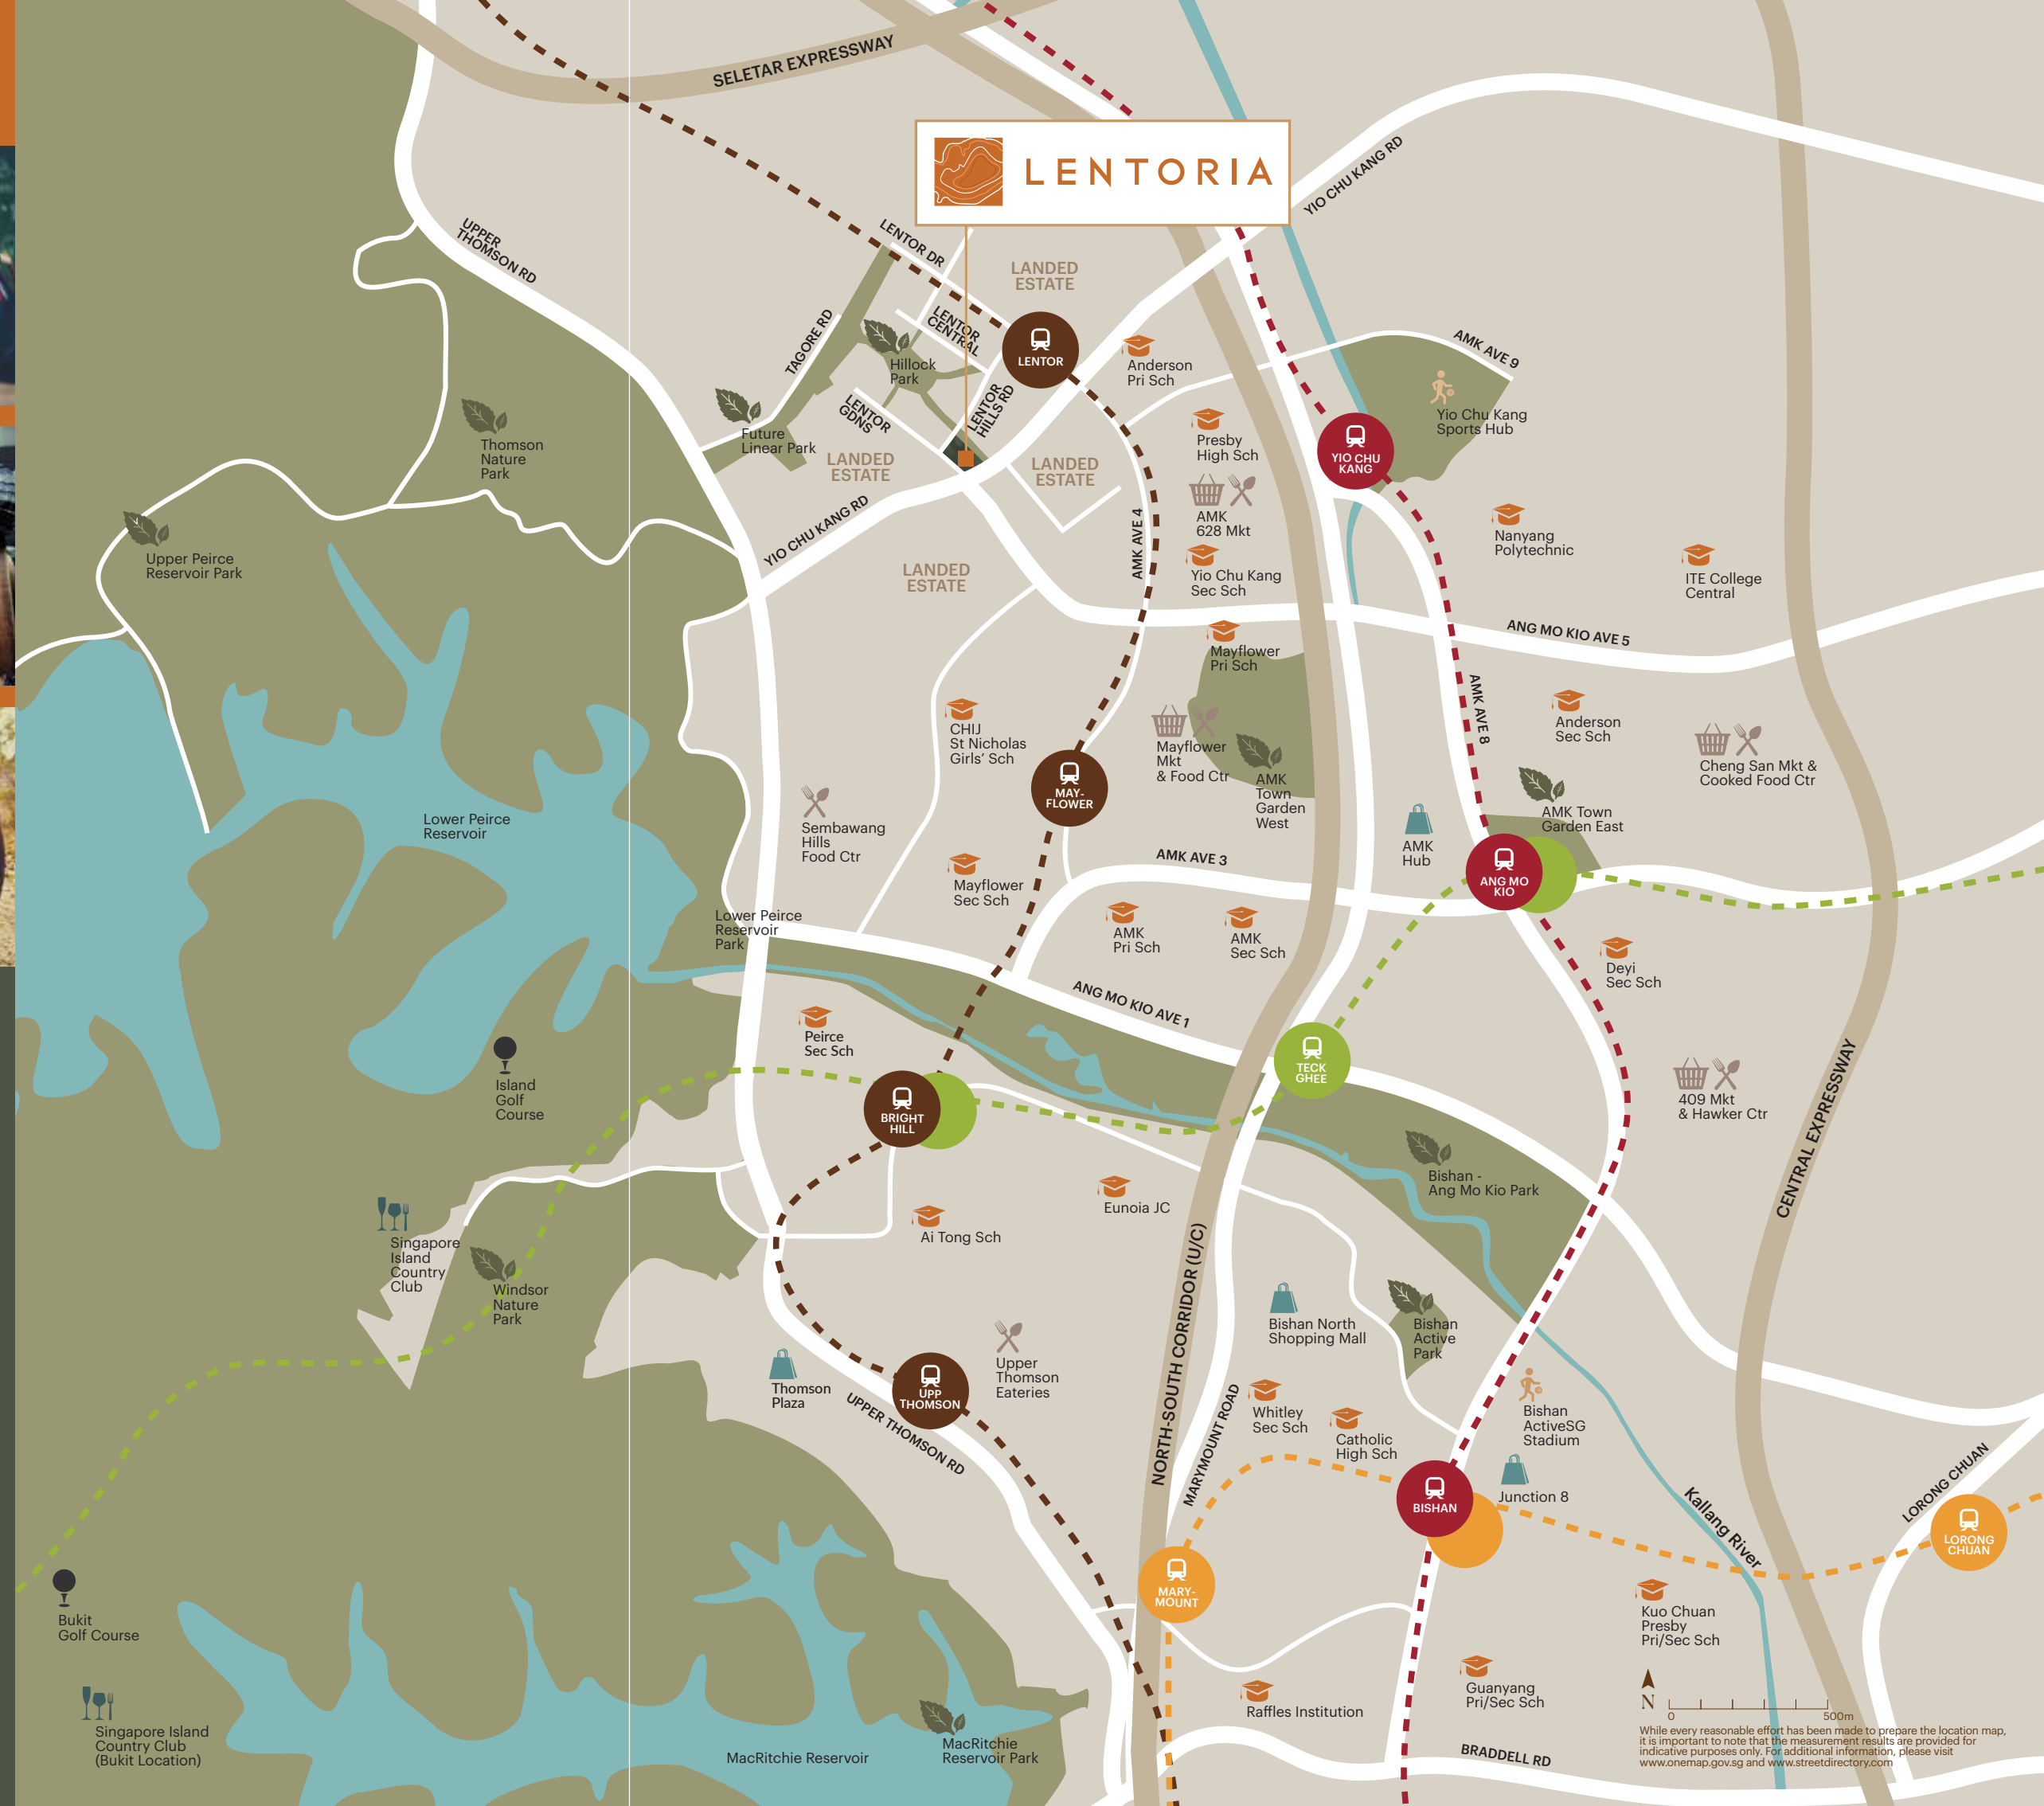 SELETAR EXPRESSWAY
LENTORIA
YIO CHU KANG RD
UPPER
THOMSON RD
LENTOR DR
LANDED
ESTATE
LENTOR
CENTRAL
TAGORE RD
LENTOR
Hillock
Park
Anderson
Pri Sch
AMK AVE 9
LENTOR
GDNS
LENTOR
HILLS RD
Future
Linear Park
Thomson
Nature
Park
LANDED
ESTATE
LANDED
ESTATE
Presby
High Sch
YIO CHU
KANG
Yio Chu Kang
Sports Hub
AMK
628 Mkt
Nanyang
Polytechnic
YIO CHU KANG RD
AMK AVE 4
Upper Peirce
Reservoir Park
LANDED
ESTATE
Yio Chu Kang
Sec Sch
ITE College
Central
ANG MO KIO AVE 5
Mayflower
Pri Sch
AMK AVE 8
CHIJ
St Nicholas
Girls’ Sch
Mayflower
Mkt
& Food Ctr
Anderson
Sec Sch
Cheng San Mkt &
Cooked Food Ctr
MAY-
FLOWER
AMK
Town
Garden
West
AMK Town
Garden East
Lower Peirce
Reservoir
Sembawang
Hills
Food Ctr
AMK
Hub
AMK AVE 3
ANG MO
KIO
Mayflower
Sec Sch
Lower Peirce
Reservoir
Park
AMK
Pri Sch
AMK
Sec Sch
Deyi
Sec Sch
ANG MO KIO AVE 1
Peirce
Sec Sch
TECK
GHEE
Island
Golf
Course
BRIGHT
HILL
409 Mkt
& Hawker Ctr
CENTRAL EXPRESSWAY
Bishan -
Ang Mo Kio Park
Eunoia JC
Ai Tong Sch
Singapore
Island
Country
Club
Windsor
Nature
Park
NORTH-SOUTH CORRIDOR (U/C)
Bishan North
Shopping Mall
Bishan
Active
Park
Thomson
Plaza
UPP
THOMSON
Upper
Thomson
Eateries
UPPER THOMSON RD
MARYMOUNT ROAD
Whitley
Sec Sch
Catholic
High Sch
Bishan
ActiveSG
Stadium
BISHAN
Junction 8
Kallang River
LORONG CHUAN
LORONG
CHUAN
MARY-
MOUNT
Bukit
Golf Course
Kuo Chuan
Presby
Pri/Sec Sch
Guanyang
Pri/Sec Sch
Raffles Institution
Singapore Island
Country Club
(Bukit Location)
MacRitchie Reservoir
MacRitchie
Reservoir Park
BRADDELL RD
N
0 500m
While every reasonable effort has been made to prepare the location map,
it is important to note that the measurement results are provided for
indicative purposes only. For additional information, please visit
www.onemap.gov.sg and www.streetdirectory.com